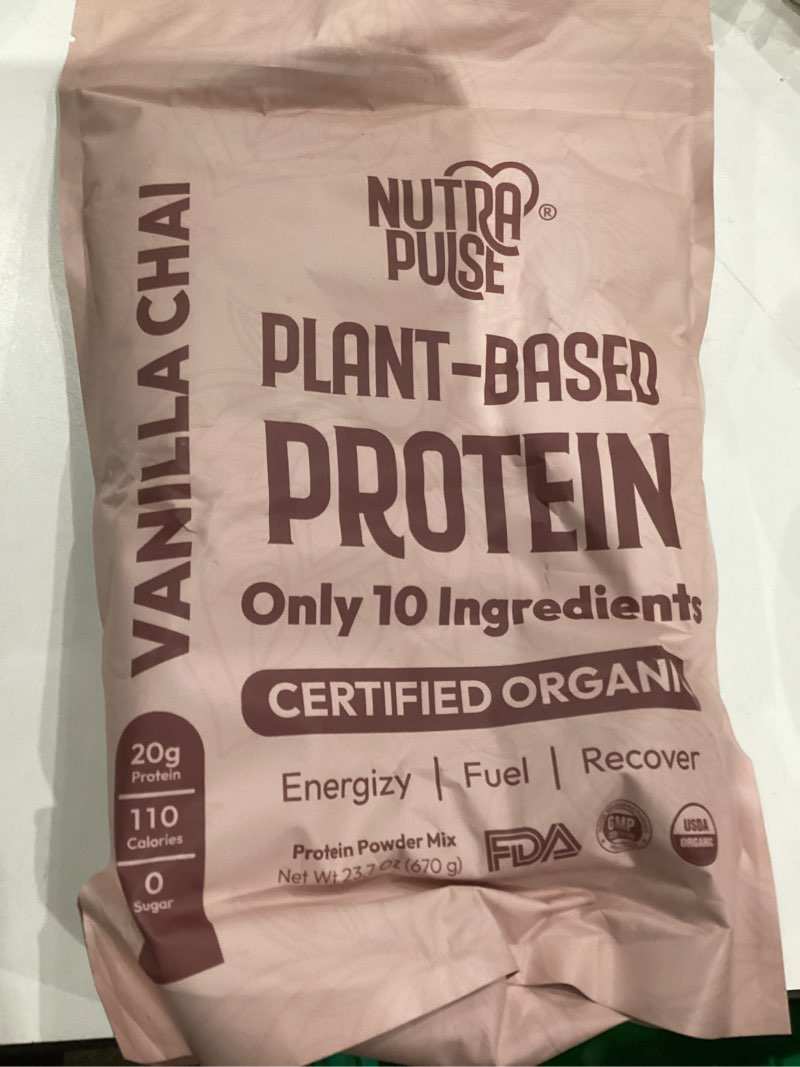 NUTRA
PULSE
®
PLANT-BASED
PROTEIN
Only 10 Ingredients
CERTIFIED ORGANI
VANILLA CHAI
20g
Protein
110
Calories
0
Sugar
Energizy | Fuel | Recover
Protein Powder Mix
Net Wt 23.7 oz (670 g)
FDA
GMP
USDA
ORGANIC